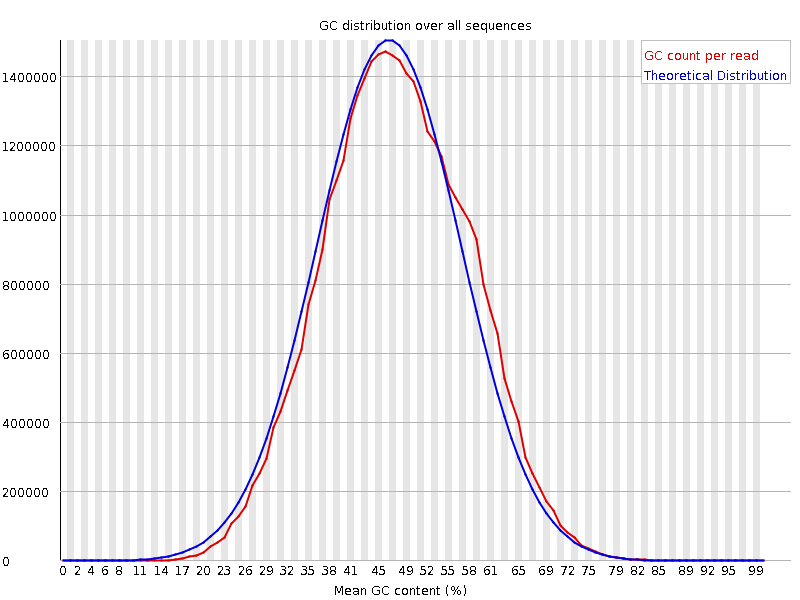 GC distribution over all sequences
GC count per read
Theoretical Distribution
1400000
1200000
1000000
800000
600000
400000
200000
0
0 2 4 6 8 11 14 17 20 23 26 29 32 35 38 41 45 49 52 55 58 61 65 69 72 75 79 82 85 89 92 95 99
Mean GC content (%)